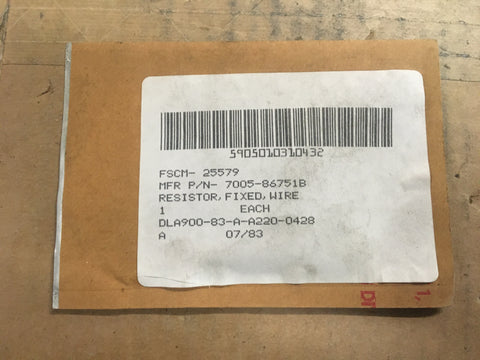 5905010310432
FSCM- 25579
MFR P/N- 7005-86751B
RESISTOR,FIXED,WIRE
1 EACH
DLA900-83-A-A220-0428
A 07/83